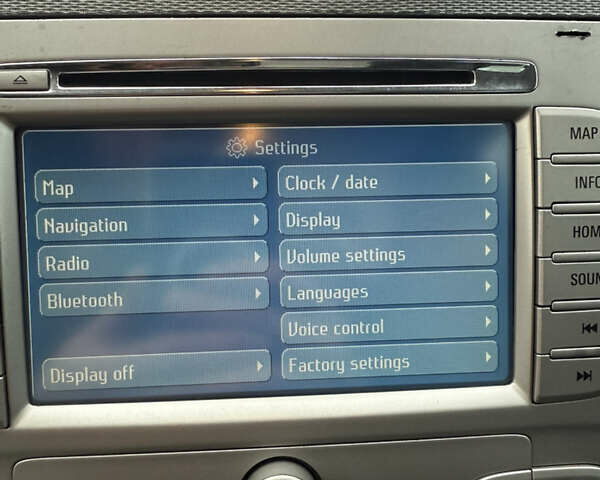 Settings
Map
Navigation
Radio
Bluetooth
Display off
Clock / date
Display
Volume settings
Languages
Voice control
Factory settings
MAP
INFO
HOM
SOUN